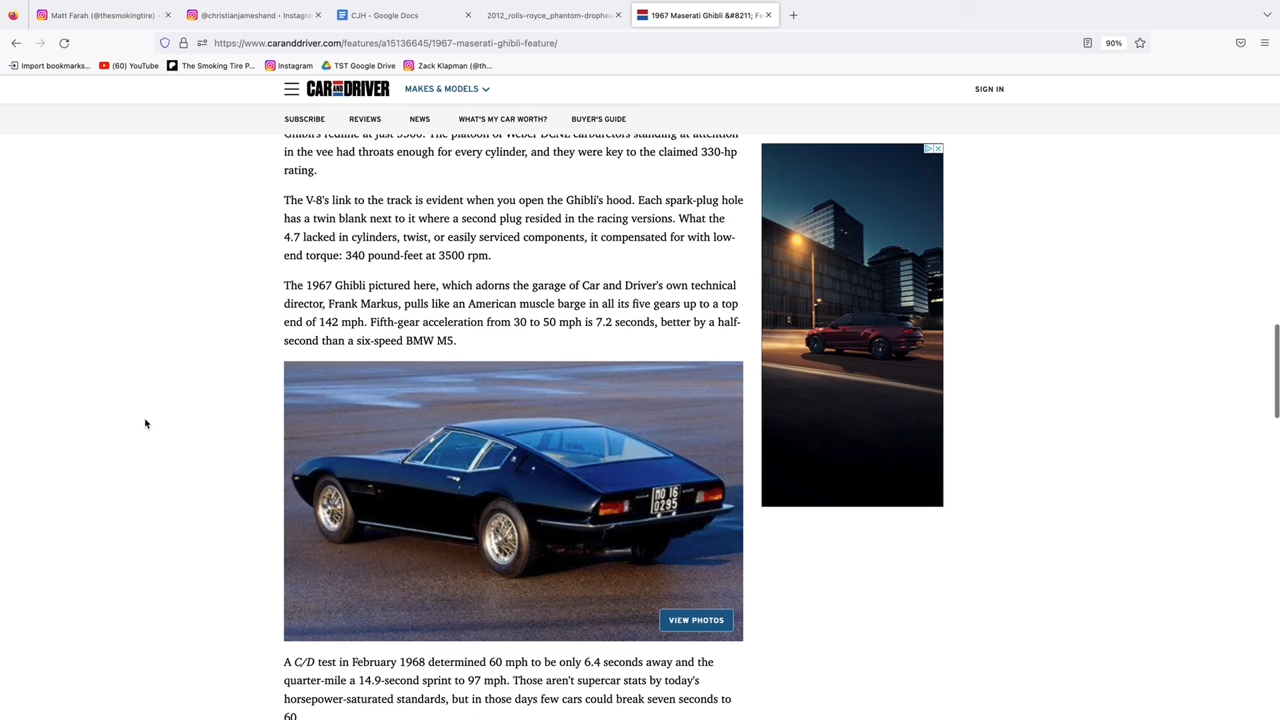 Matt Farah (@thesmokingtire) •
@christianjameshand • Instagra
CJH - Google Docs
2012_rolls-royce_phantom-drophea
1967 Maserati Ghibli &#8211; Fe
https://www.caranddriver.com/features/a15136645/1967-maserati-ghibli-feature/
90%
Import bookmarks...
(60) YouTube
The Smoking Tire P...
Instagram
TST Google Drive
Zack Klapman (@th...
CAR AND DRIVER
MAKES & MODELS
SIGN IN
SUBSCRIBE
REVIEWS
NEWS
WHAT'S MY CAR WORTH?
BUYER'S GUIDE
Ghibli's redline at just 5500. The platoon of Weber DCNL carburetors standing at attention
in the vee had throats enough for every cylinder, and they were key to the claimed 330-hp
rating.
The V-8's link to the track is evident when you open the Ghibli's hood. Each spark-plug hole
has a twin blank next to it where a second plug resided in the racing versions. What the
4.7 lacked in cylinders, twist, or easily serviced components, it compensated for with low-
end torque: 340 pound-feet at 3500 rpm.
The 1967 Ghibli pictured here, which adorns the garage of Car and Driver's own technical
director, Frank Markus, pulls like an American muscle barge in all its five gears up to a top
end of 142 mph. Fifth-gear acceleration from 30 to 50 mph is 7.2 seconds, better by a half-
second than a six-speed BMW M5.
MO 16
0295
VIEW PHOTOS
A C/D test in February 1968 determined 60 mph to be only 6.4 seconds away and the
quarter-mile a 14.9-second sprint to 97 mph. Those aren't supercar stats by today's
horsepower-saturated standards, but in those days few cars could break seven seconds to
60.